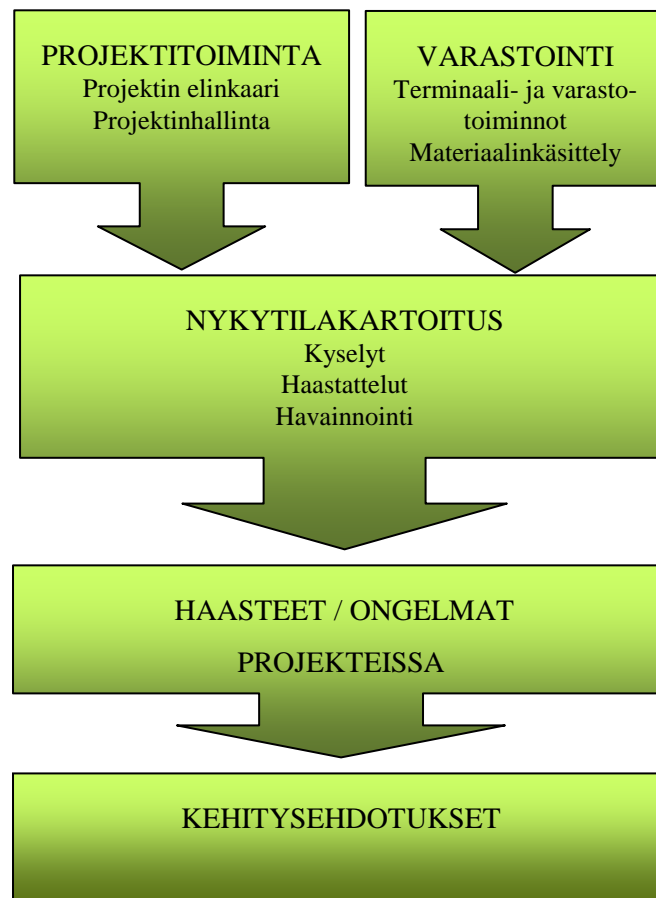 PROJEKTITOIMINTA
Projektin elinkaari
Projektinhallinta
VARASTOINTI
Terminaali- ja varasto-
toiminnot
Materiaalinkäsittely
NYKYTILAKARTOITUS
Kyselyt
Haastattelut
Havainnointi
HAASTEET / ONGELMAT
PROJEKTEISSA
KEHITYSEHDOTUKSET